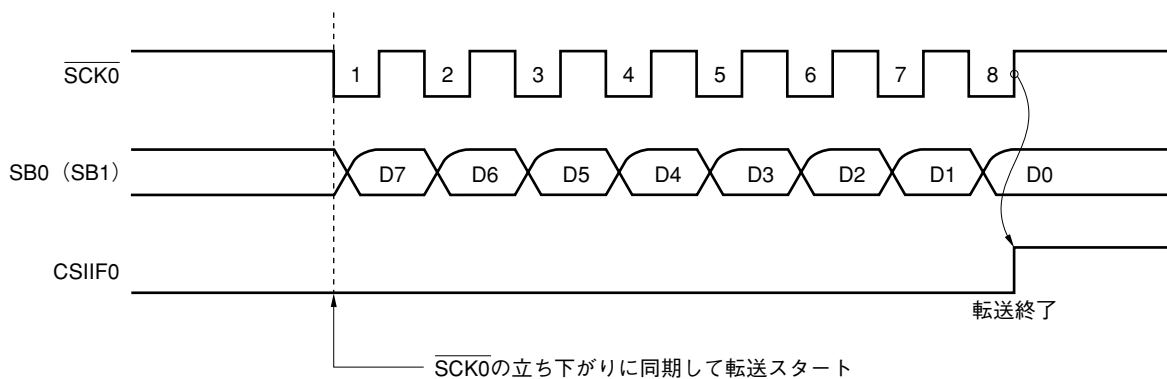 SCK0
1 2 3 4 5 6 7 8
SB0（SB1）
D7 D6 D5 D4 D3 D2 D1 D0
CSIIF0
転送終了
SCK0の立ち下がりに同期して転送スタート